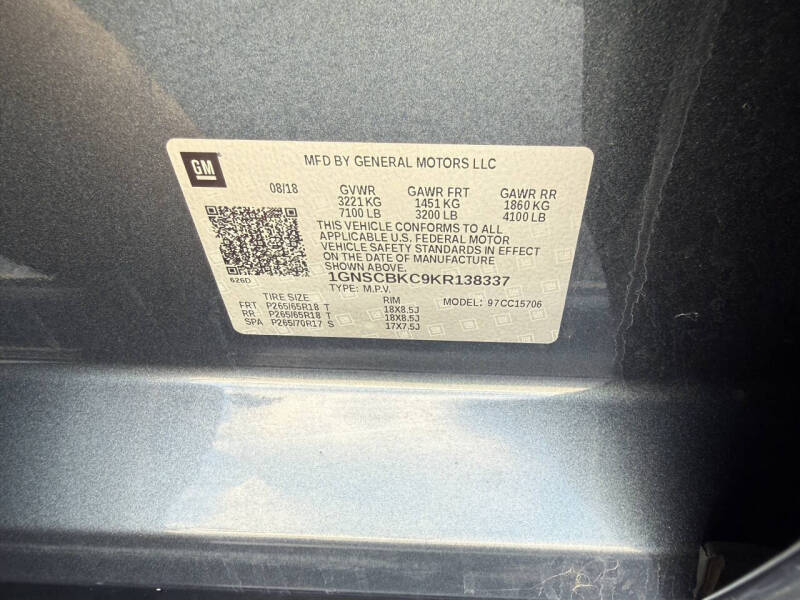 GM
MFD BY GENERAL MOTORS LLC
08/18 GVWR GAWR FRT GAWR RR
3221 KG 1451 KG 1860 KG
7100 LB 3200 LB 4100 LB
THIS VEHICLE CONFORMS TO ALL
APPLICABLE U.S. FEDERAL MOTOR
VEHICLE SAFETY STANDARDS IN EFFECT
ON THE DATE OF MANUFACTURE
SHOWN ABOVE.
626D 1GNSCBKC9KR138337
TYPE: M.P.V.
TIRE SIZE RIM MODEL: 97CC15706
FRT P265/65R18 T 18X8.5J
RR P265/65R18 T 18X8.5J
SPA P265/70R17 S 17X7.5J